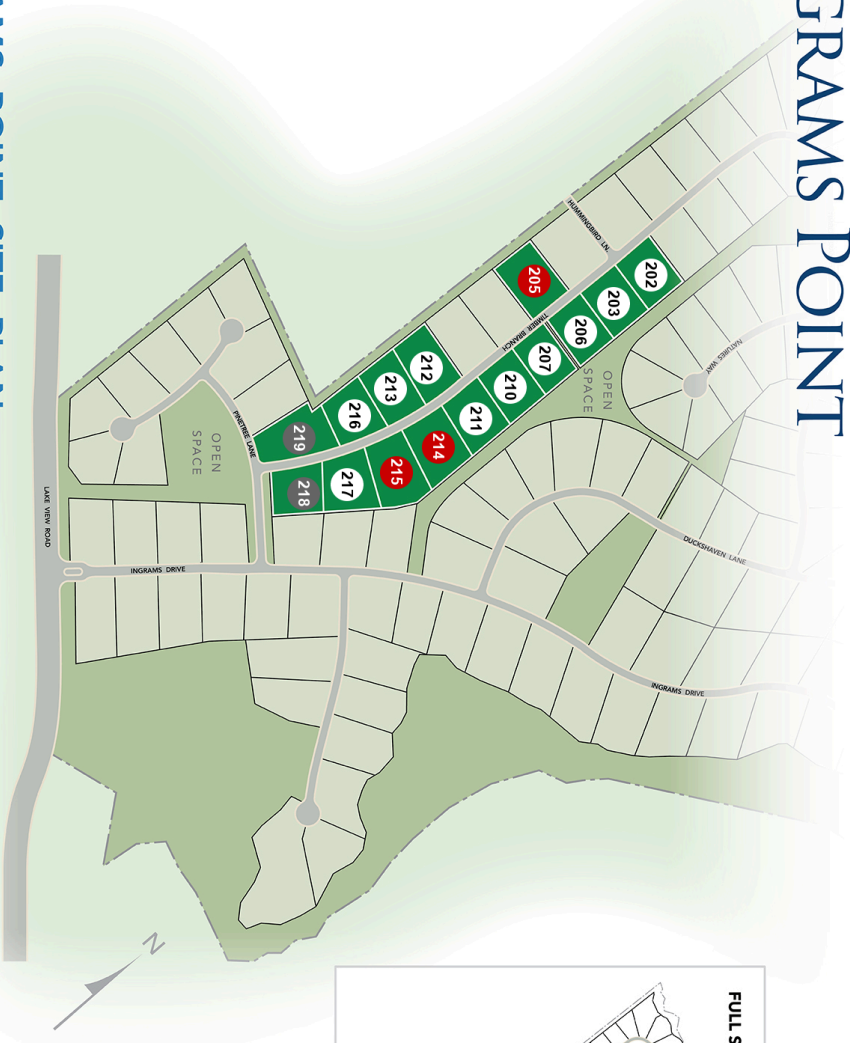 GRAMS POINT
HUMMINGBIRD LN.
202
203
205
206
TIMBER BRANCH
207
210
211
212
213
214
215
216
217
218
219
OPEN
SPACE
NATURES WAY
PINETREE LANE
OPEN
SPACE
LAKE VIEW ROAD
INGRAMS DRIVE
DUCKSHAVEN LANE
INGRAMS DRIVE
N
FULL S